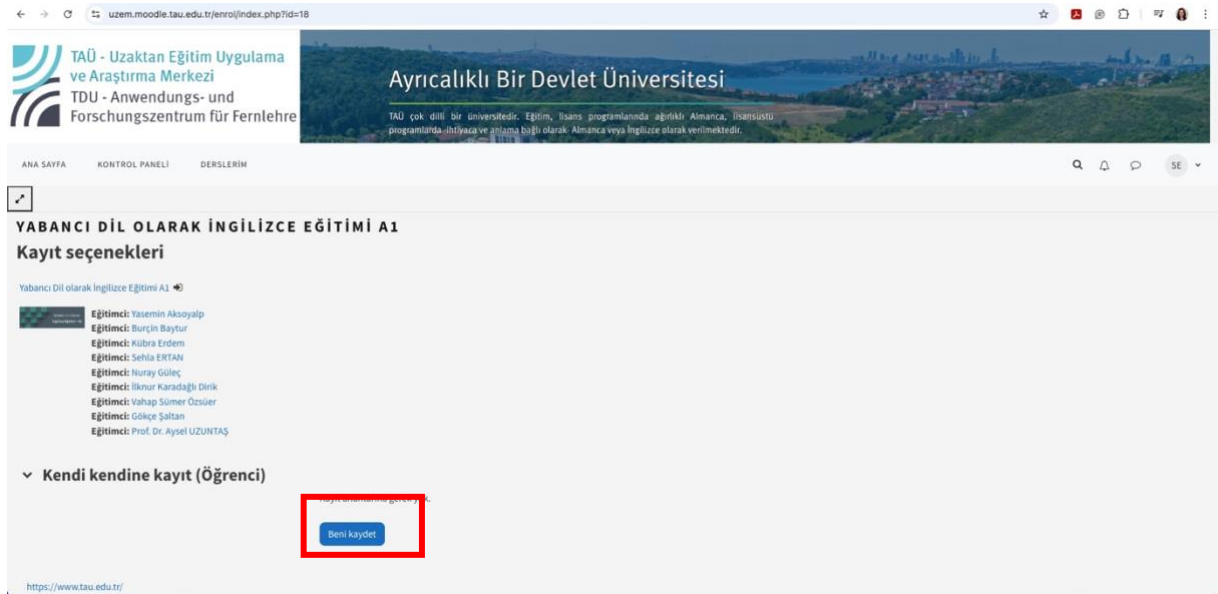 uzem.moodle.tau.edu.tr/enrol/index.php?id=18
TAÜ - Uzaktan Eğitim Uygulama
ve Araştırma Merkezi
TDU - Anwendungs- und
Forschungszentrum für Fernlehre
Ayrıcalıklı Bir Devlet Üniversitesi
TAÜ çok dilli bir üniversitedir. Eğitim, lisans programlarında ağırlıklı Almanca, lisansüstü
programlarda -ihtiyaca ve anlama bağlı olarak- Almanca veya İngilizce olarak verilmektedir.
ANA SAYFA KONTROL PANELİ DERSLERİM
SE
YABANCI DİL OLARAK İNGİLİZCE EĞİTİMİ A1
Kayıt seçenekleri
Yabancı Dil olarak İngilizce Eğitimi A1
Eğitimci: Yasemin Aksoyalp
Eğitimci: Burçin Baytur
Eğitimci: Kübra Erdem
Eğitimci: Sehla ERTAN
Eğitimci: Nuray Güleç
Eğitimci: İlknur Karadağlı Dirik
Eğitimci: Vahap Sümer Özsüer
Eğitimci: Gökçe Şaltan
Eğitimci: Prof. Dr. Aysel UZUNTAŞ
Kendi kendine kayıt (Öğrenci)
Beni kaydet
https://www.tau.edu.tr/